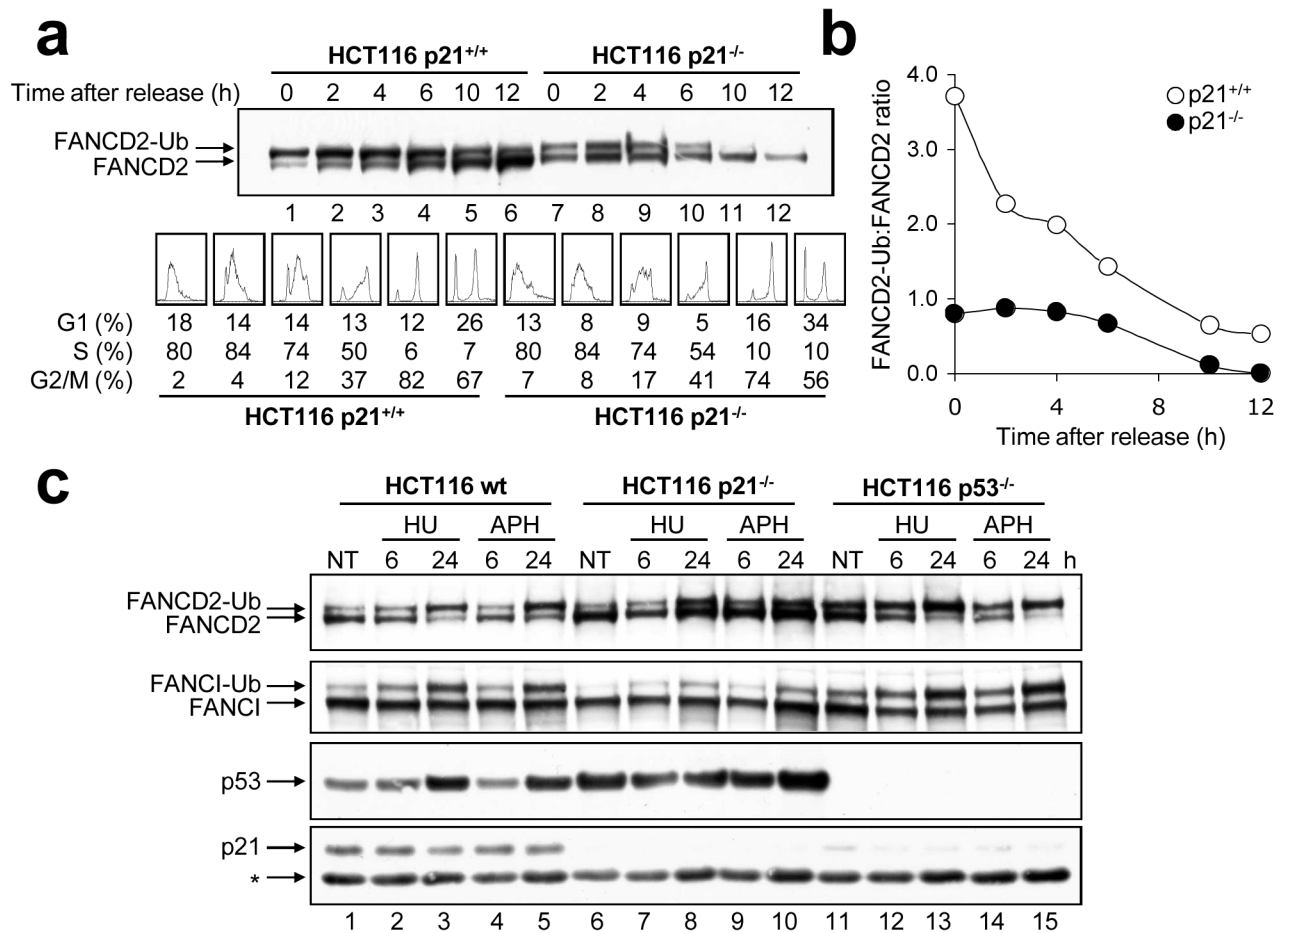 a
HCT116 p21+/+ HCT116 p21-/-
Time after release (h) 0 2 4 6 10 12 0 2 4 6 10 12
FANCD2-Ub
FANCD2
1 2 3 4 5 6 7 8 9 10 11 12
G1 (%) 18 14 14 13 12 26 13 8 9 5 16 34
S (%) 80 84 74 50 6 7 80 84 74 54 10 10
G2/M (%) 2 4 12 37 82 67 7 8 17 41 74 56
HCT116 p21+/+ HCT116 p21-/-
b
FANCD2-Ub:FANCD2 ratio
4.0
3.0
2.0
1.0
0.0
0 4 8 12
Time after release (h)
p21+/+
p21-/-
c
HCT116 wt HCT116 p21-/- HCT116 p53-/-
HU APH HU APH HU APH
NT 6 24 6 24 NT 6 24 6 24 NT 6 24 6 24 h
FANCD2-Ub
FANCD2
FANCI-Ub
FANCI
p53
p21
*
1 2 3 4 5 6 7 8 9 10 11 12 13 14 15